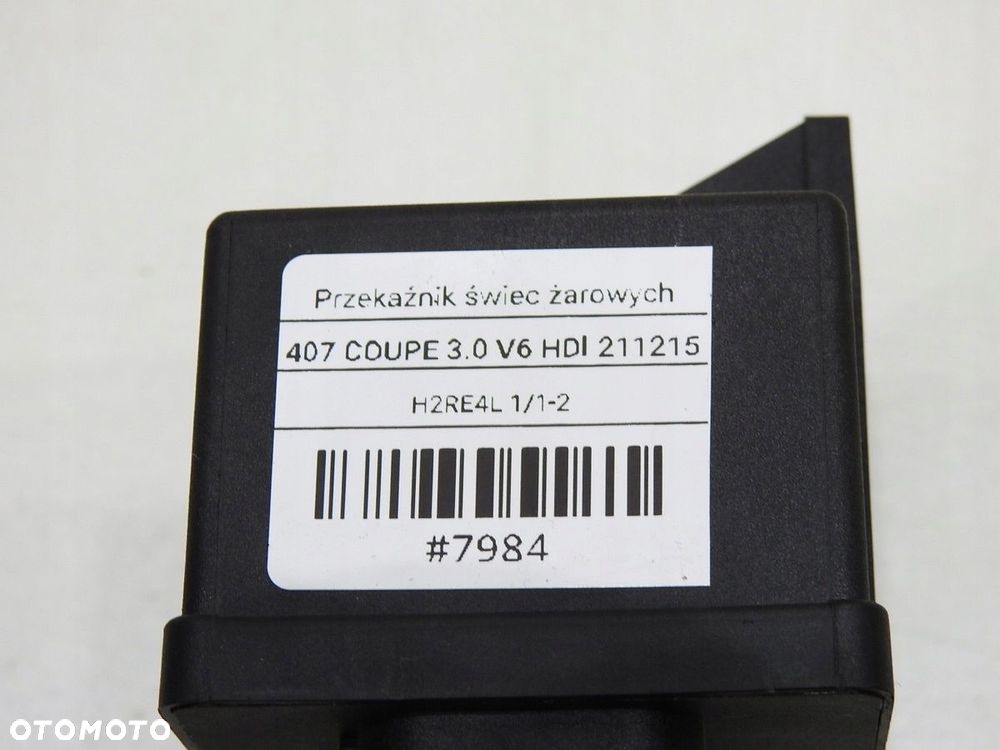 Przekaźnik świec żarowych
407 COUPE 3.0 V6 HDI 211215
H2RE4L 1/1-2
#7984
OTOMOTO